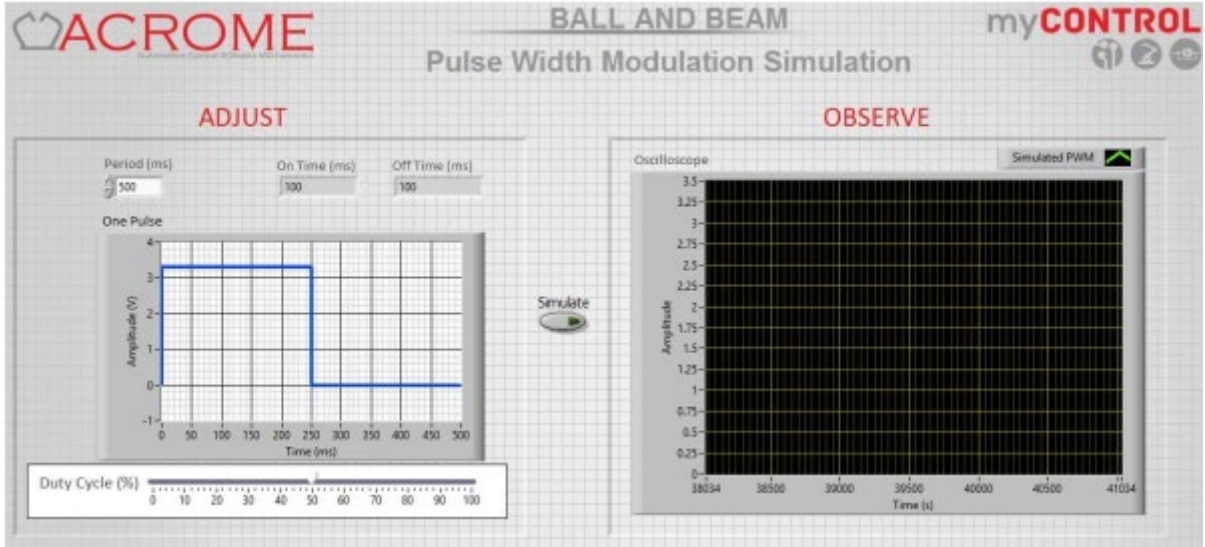 ACROME
BALL AND BEAM
Pulse Width Modulation Simulation
myCONTROL
ADJUST
Period (ms)
500
On Time (ms)
100
Off Time (ms)
100
One Pulse
Amplitude (V)
4
3
2
1
0
-1
0 50 100 150 200 250 300 350 400 450 500
Time (ms)
Duty Cycle (%)
0 10 20 30 40 50 60 70 80 90 100
Simulate
OBSERVE
Oscilloscope
Simulated PWM
Amplitude
3.5
3.25
3
2.75
2.5
2.25
2
1.75
1.5
1.25
1
0.75
0.5
0.25
0
38034 38500 39000 39500 40000 40500 41034
Time (s)